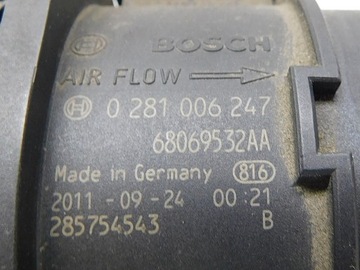 BOSCH
AIR FLOW
0 281 006 247
68069532AA
Made in Germany 816
2011-09-24 00:21
285754543 B